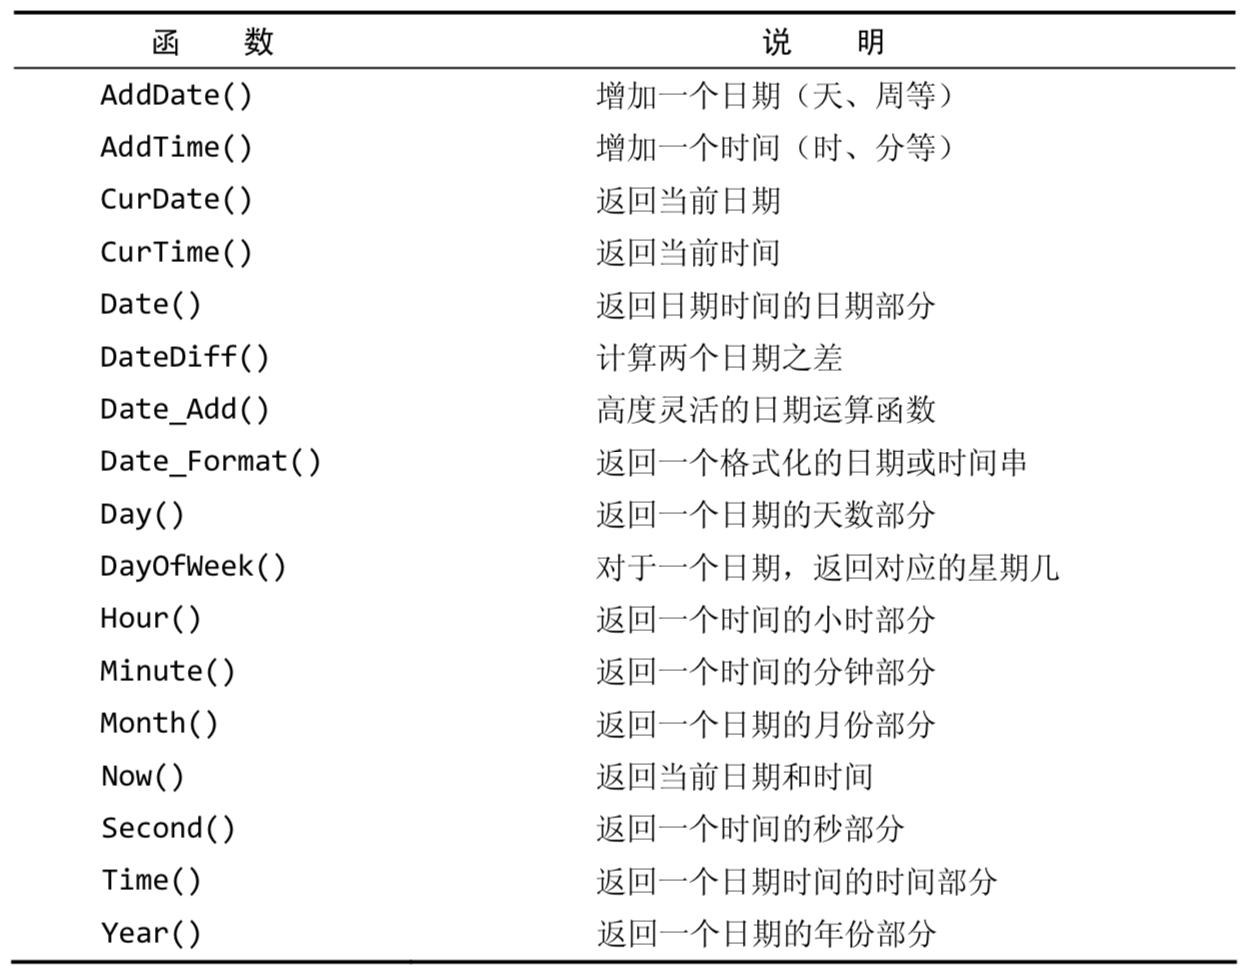 函 数 说 明
AddDate() 增加一个日期（天、周等）
AddTime() 增加一个时间（时、分等）
CurDate() 返回当前日期
CurTime() 返回当前时间
Date() 返回日期时间的日期部分
DateDiff() 计算两个日期之差
Date_Add() 高度灵活的日期运算函数
Date_Format() 返回一个格式化的日期或时间串
Day() 返回一个日期的天数部分
DayOfWeek() 对于一个日期，返回对应的星期几
Hour() 返回一个时间的小时部分
Minute() 返回一个时间的分钟部分
Month() 返回一个日期的月份部分
Now() 返回当前日期和时间
Second() 返回一个时间的秒部分
Time() 返回一个日期时间的时间部分
Year() 返回一个日期的年份部分